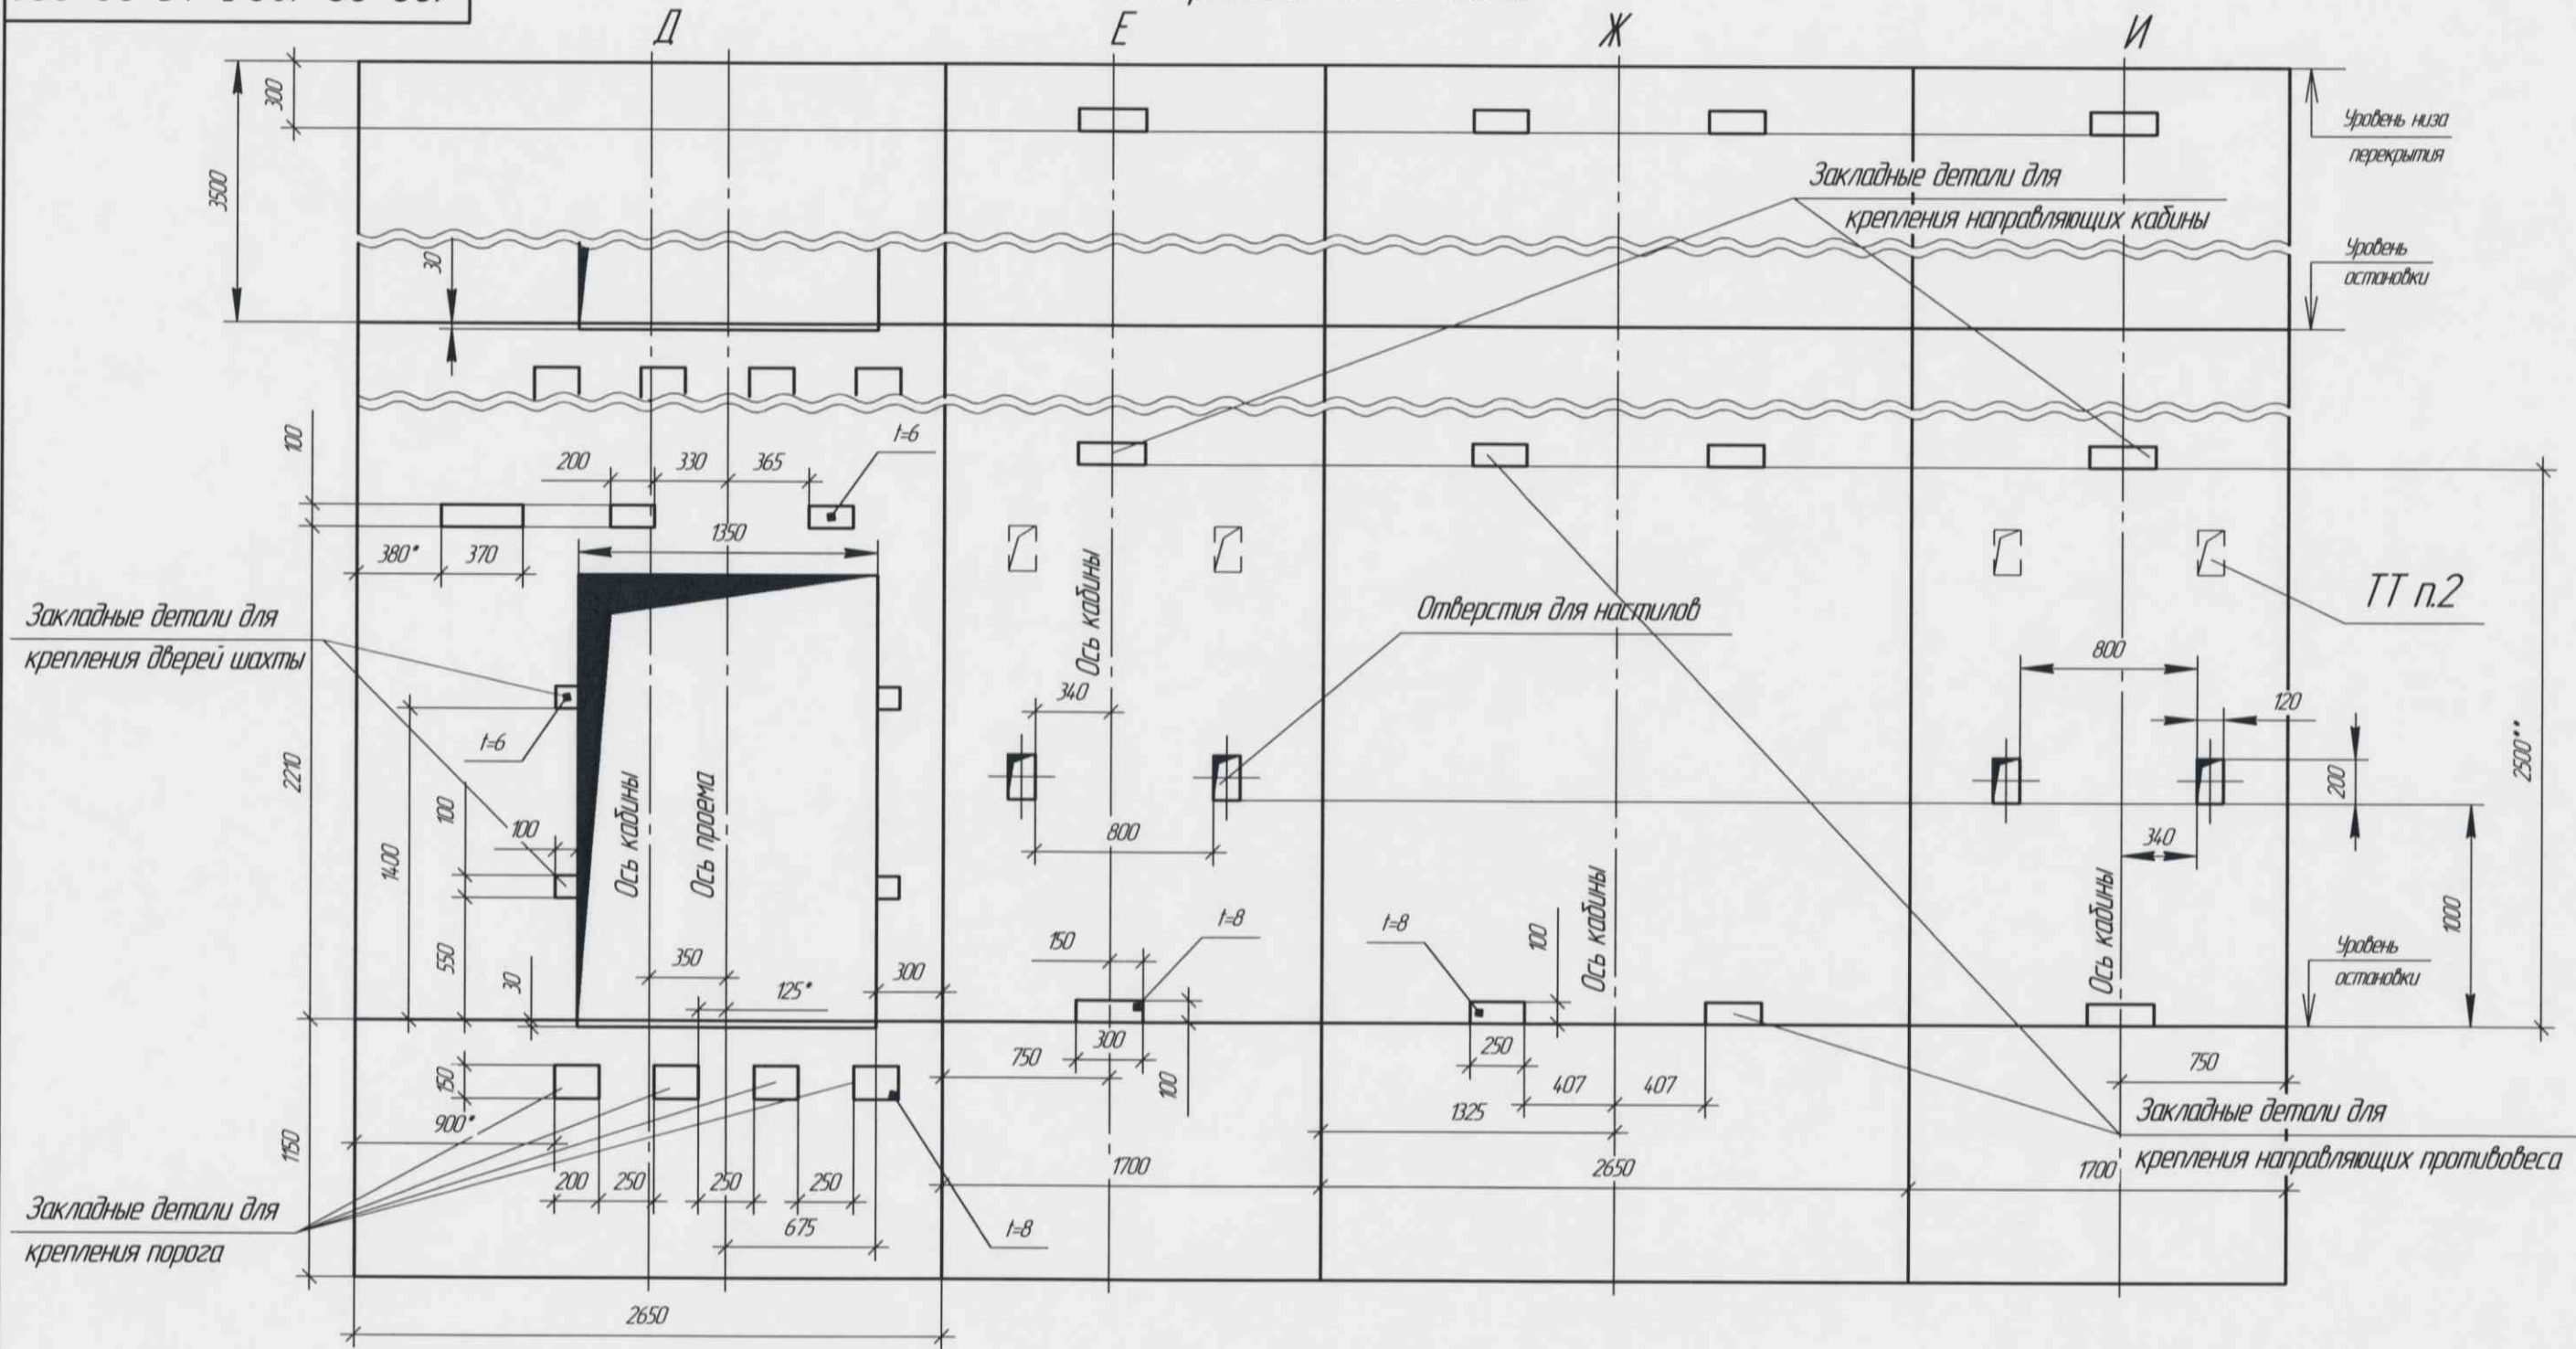 Д
Е
Ж
И
300
3500
30
Уровень низа
перекрытия
Закладные детали для
крепления направляющих кабины
Уровень
остановки
100
200
330
365
t=6
380*
370
1350
Закладные детали для
крепления дверей шахты
t=6
2210
1400
100
100
550
30
Ось кабины
Ось проема
350
125*
300
Ось кабины
340
800
Отверстия для настилов
ТТ п.2
800
120
200
340
2500**
1000
150
t=8
t=8
100
Ось кабины
Ось кабины
Уровень
остановки
750
300
100
250
407
407
1325
750
150
900*
1150
200
250
250
250
675
t=8
Закладные детали для
крепления порога
1700
2650
1700
Закладные детали для
крепления направляющих противовеса
2650